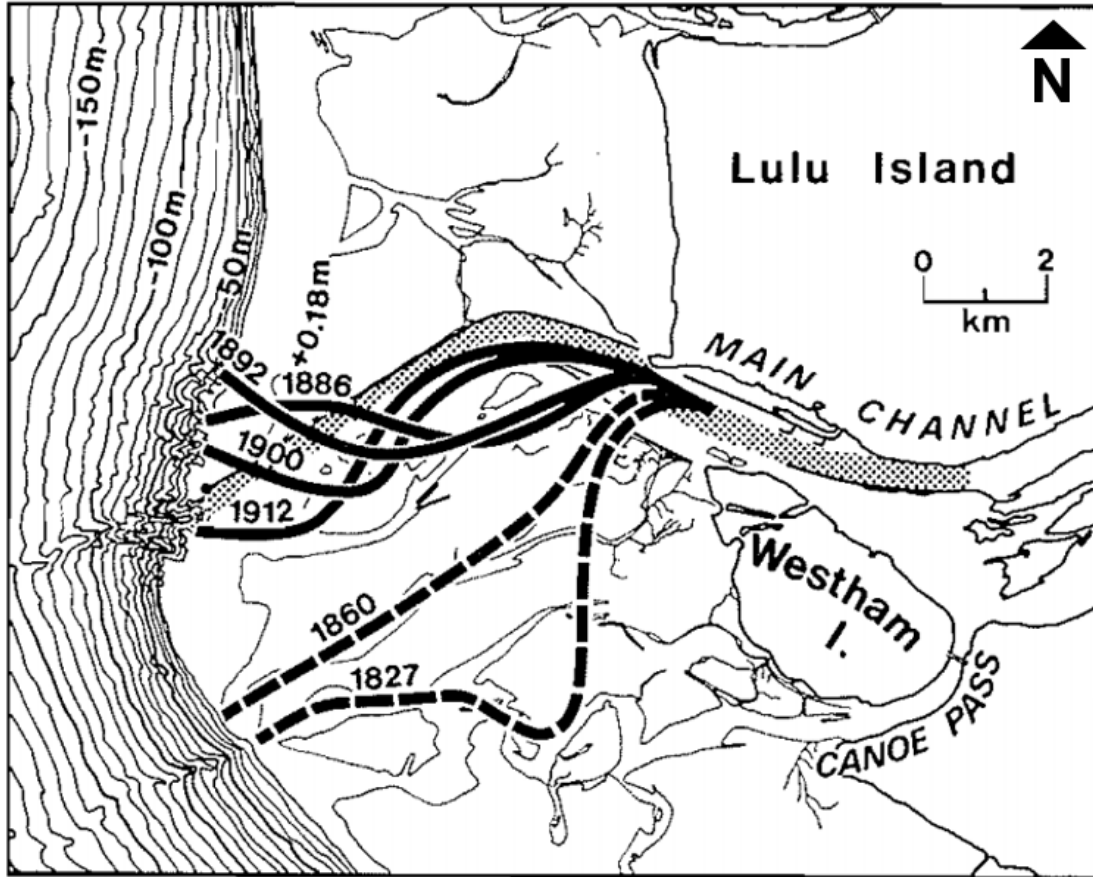 N
-150m
-100m
-50m
+0.18m
Lulu Island
0 2
km
1892
1886
MAIN CHANNEL
1900
1912
Westham
I.
1860
1827
CANOE PASS